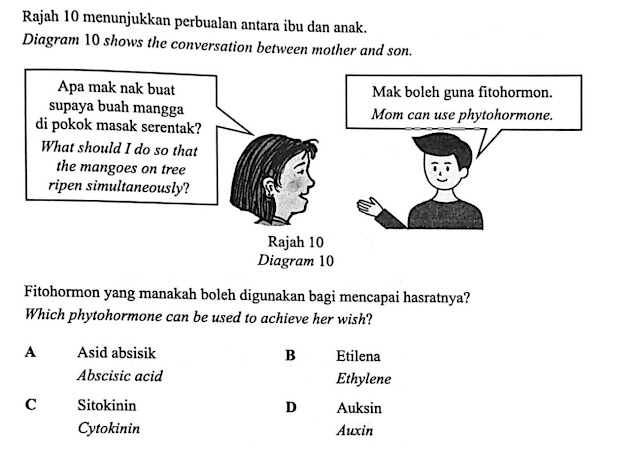 Rajah 10 menunjukkan perbualan antara ibu dan anak.
Diagram 10 shows the conversation between mother and son.
Apa mak nak buat
supaya buah mangga
di pokok masak serentak?
What should I do so that
the mangoes on tree
ripen simultaneously?
Mak boleh guna fitohormon.
Mom can use phytohormone.
Rajah 10
Diagram 10
Fitohormon yang manakah boleh digunakan bagi mencapai hasratnya?
Which phytohormone can be used to achieve her wish?
A Asid absisik
Abscisic acid
B Etilena
Ethylene
C Sitokinin
Cytokinin
D Auksin
Auxin